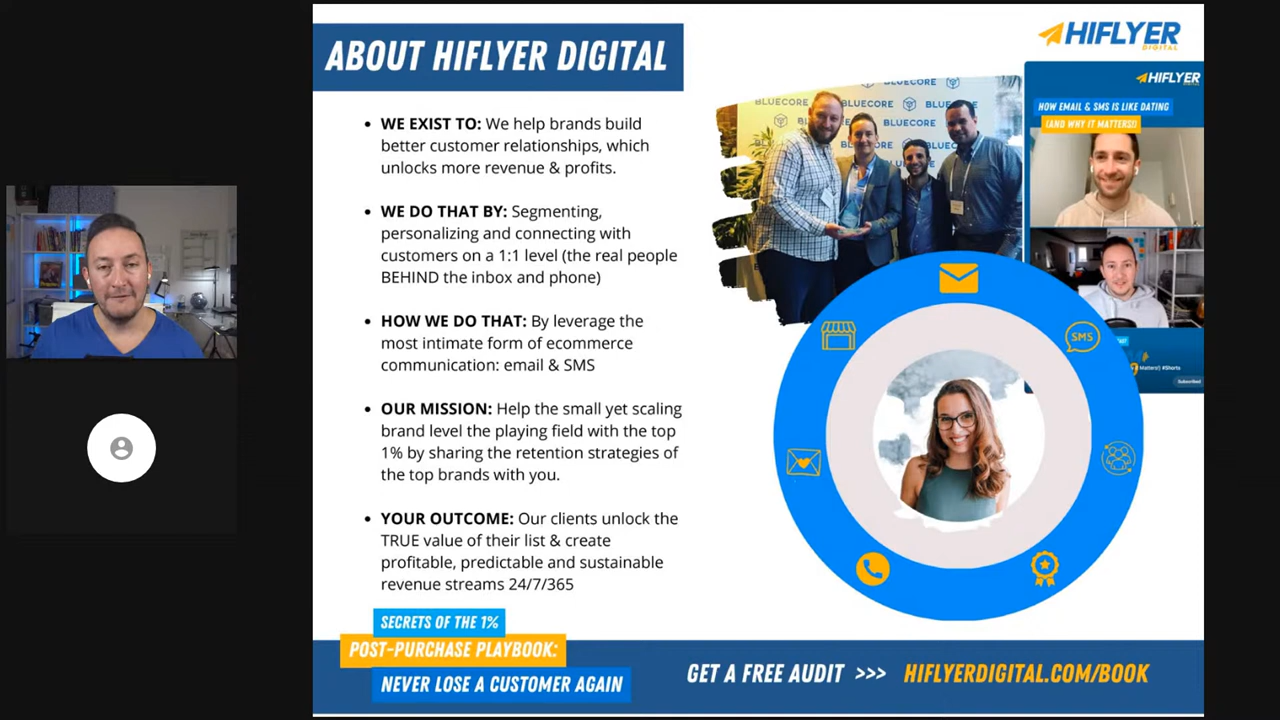 ABOUT HIFLYER DIGITAL
HIFLYER
DIGITAL
WE EXIST TO: We help brands build
better customer relationships, which
unlocks more revenue & profits.
WE DO THAT BY: Segmenting,
personalizing and connecting with
customers on a 1:1 level (the real people
BEHIND the inbox and phone)
HOW WE DO THAT: By leverage the
most intimate form of ecommerce
communication: email & SMS
OUR MISSION: Help the small yet scaling
brand level the playing field with the top
1% by sharing the retention strategies of
the top brands with you.
YOUR OUTCOME: Our clients unlock the
TRUE value of their list & create
profitable, predictable and sustainable
revenue streams 24/7/365
BLUECORE
BLUECORE
BLUECORE
HIFLYER
HOW EMAIL & SMS IS LIKE DATING
(AND WHY IT MATTERS!)
Matters!) #Shorts
Subscribed
SMS
SECRETS OF THE 1%
POST-PURCHASE PLAYBOOK:
NEVER LOSE A CUSTOMER AGAIN
GET A FREE AUDIT >>> HIFLYERDIGITAL.COM/BOOK